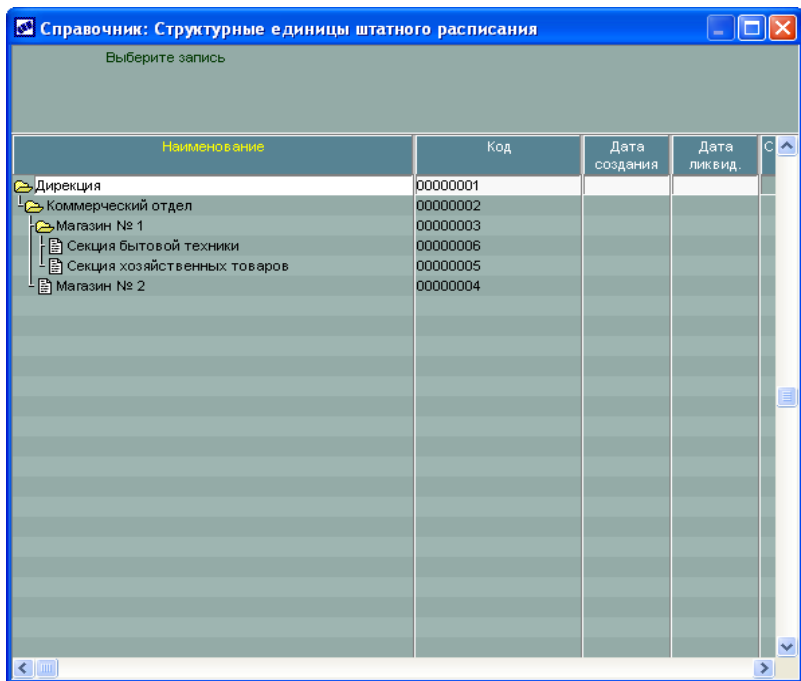 Справочник: Структурные единицы штатного расписания
Выберите запись
Наименование Код Дата создания Дата ликвид. С
Дирекция 00000001
Коммерческий отдел 00000002
Магазин № 1 00000003
Секция бытовой техники 00000006
Секция хозяйственных товаров 00000005
Магазин № 2 00000004